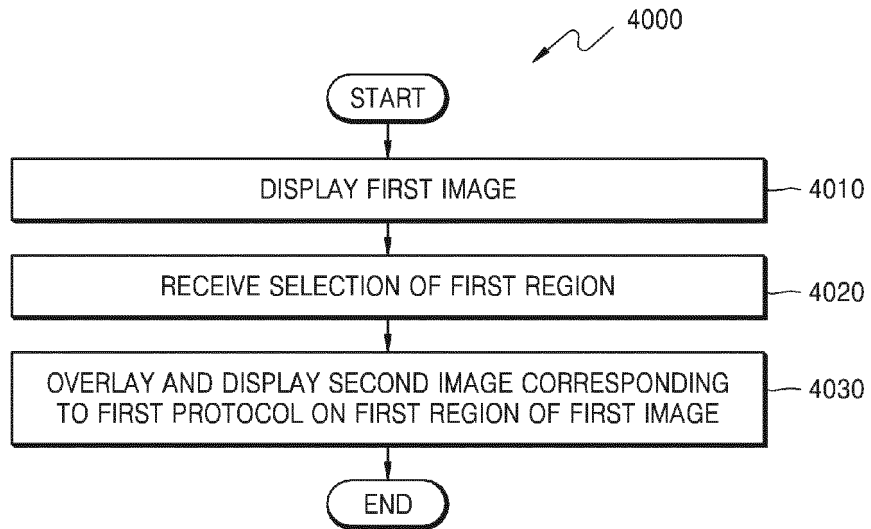 4000
START
DISPLAY FIRST IMAGE
4010
RECEIVE SELECTION OF FIRST REGION
4020
OVERLAY AND DISPLAY SECOND IMAGE CORRESPONDING
TO FIRST PROTOCOL ON FIRST REGION OF FIRST IMAGE
4030
END